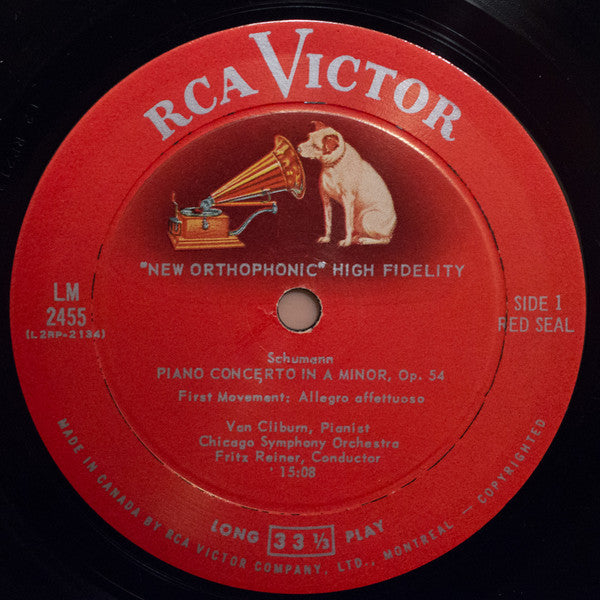 RCA VICTOR
"NEW ORTHOPHONIC" HIGH FIDELITY
LM
2455
(L2RP-2134)
SIDE 1
RED SEAL
Schumann
PIANO CONCERTO IN A MINOR, Op. 54
First Movement: Allegro affettuoso
Van Cliburn, Pianist
Chicago Symphony Orchestra
Fritz Reiner, Conductor
15:08
LONG 33 ⅓ PLAY
MADE IN CANADA BY RCA VICTOR COMPANY, LTD., MONTREAL — COPYRIGHTED